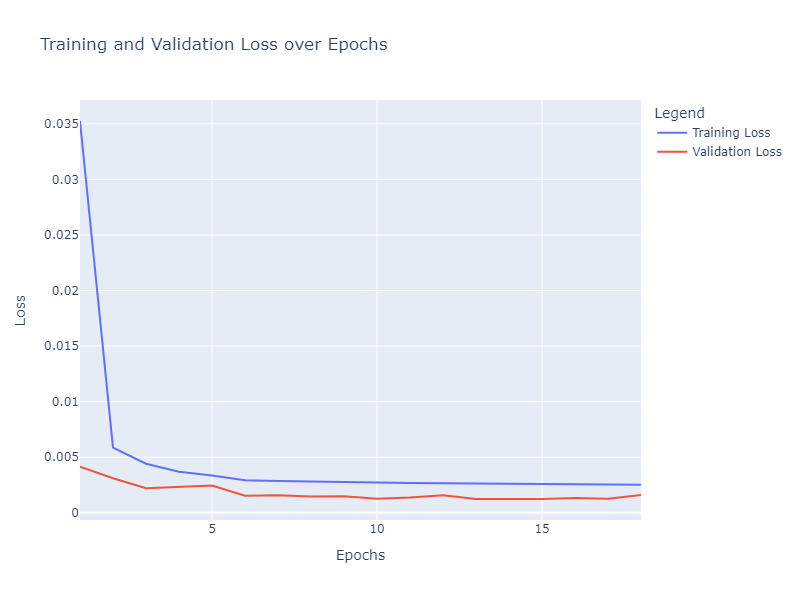 Training and Validation Loss over Epochs
Legend
Training Loss
Validation Loss
0.035
0.03
0.025
0.02
0.015
0.01
0.005
0
Loss
5
10
15
Epochs